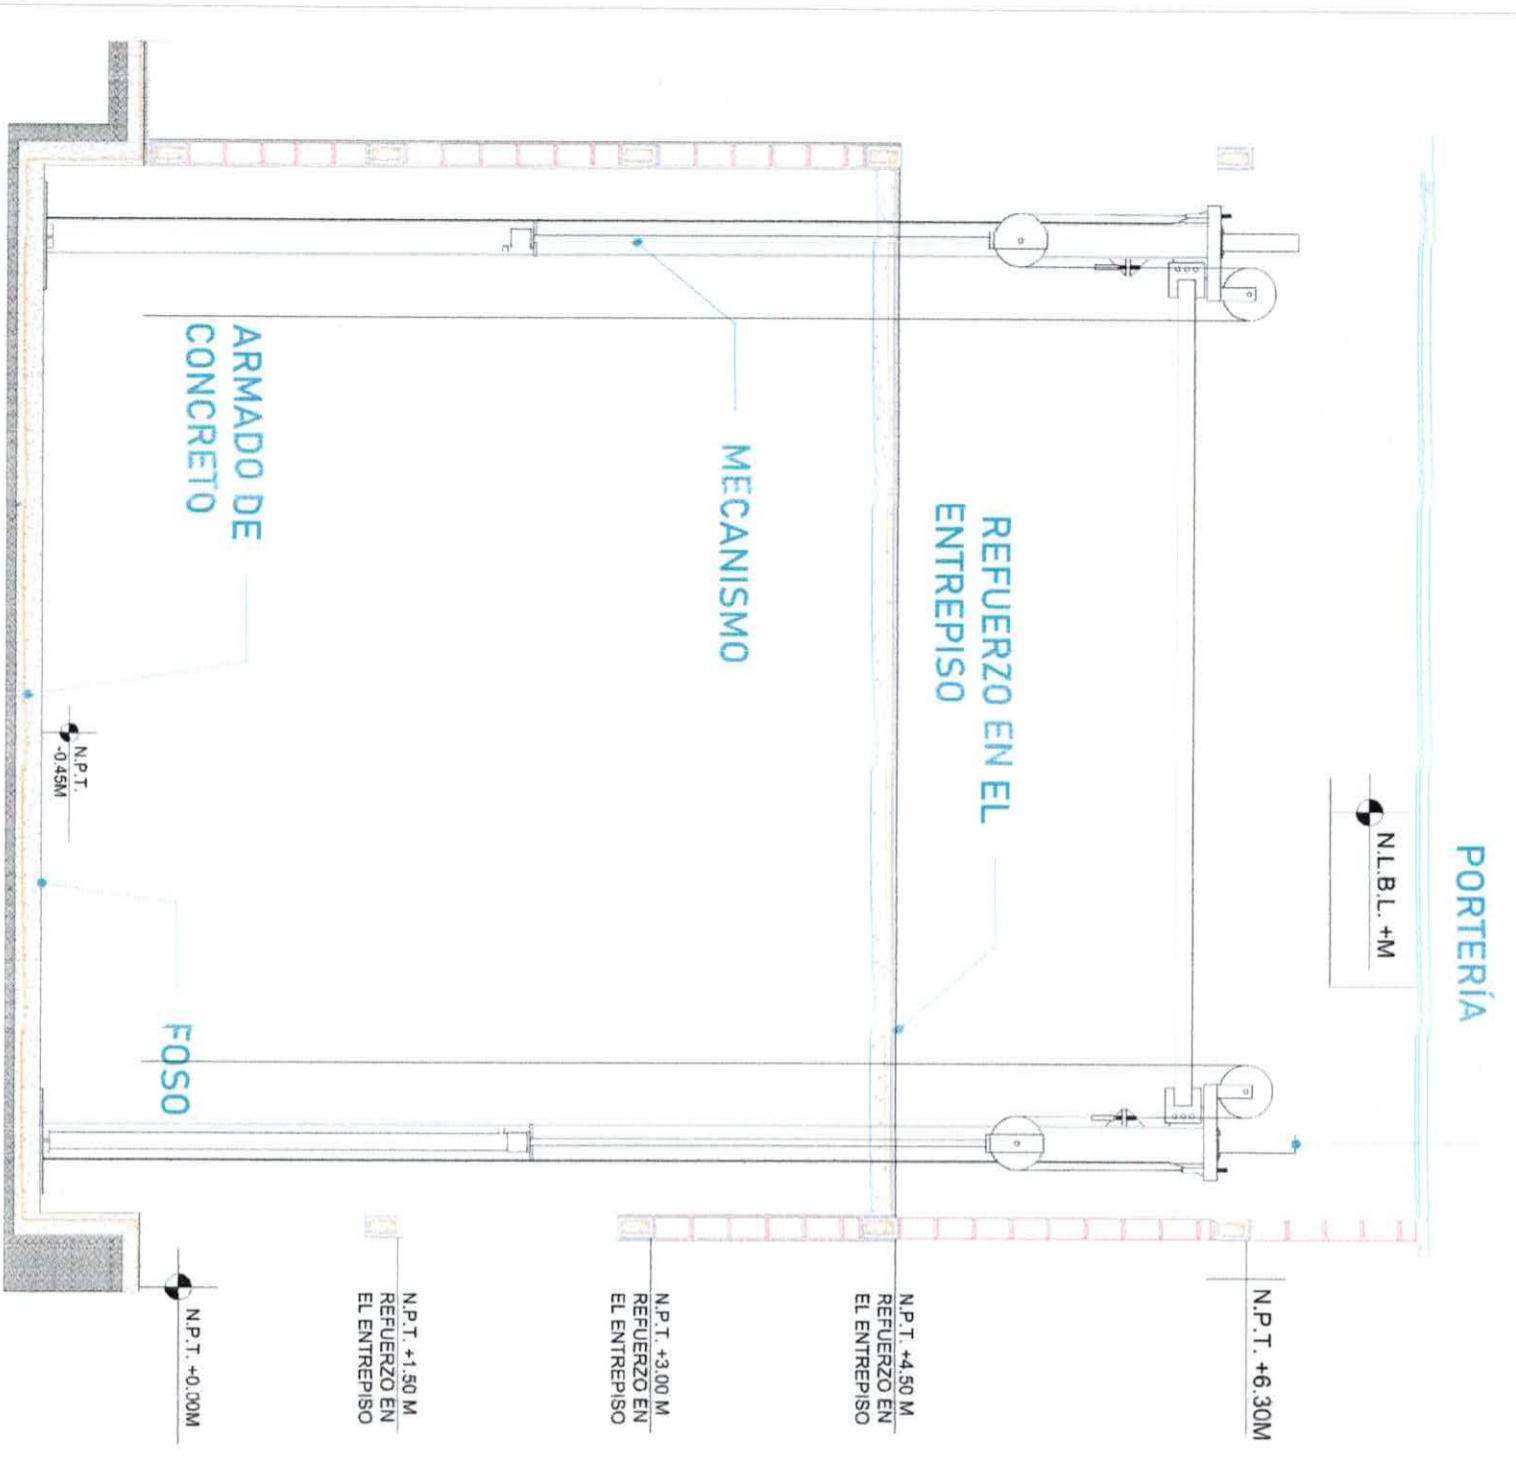 PORTERÍA
N.L.B.L. +M
N.P.T. +6.30M
REFUERZO EN EL
ENTREPISO
N.P.T. +4.50 M
REFUERZO EN
EL ENTREPISO
MECANISMO
N.P.T. +3.00 M
REFUERZO EN
EL ENTREPISO
N.P.T. +1.50 M
REFUERZO EN
EL ENTREPISO
ARMADO DE
CONCRETO
FOSO
N.P.T. +0.00M
N.P.T.
-0.45M